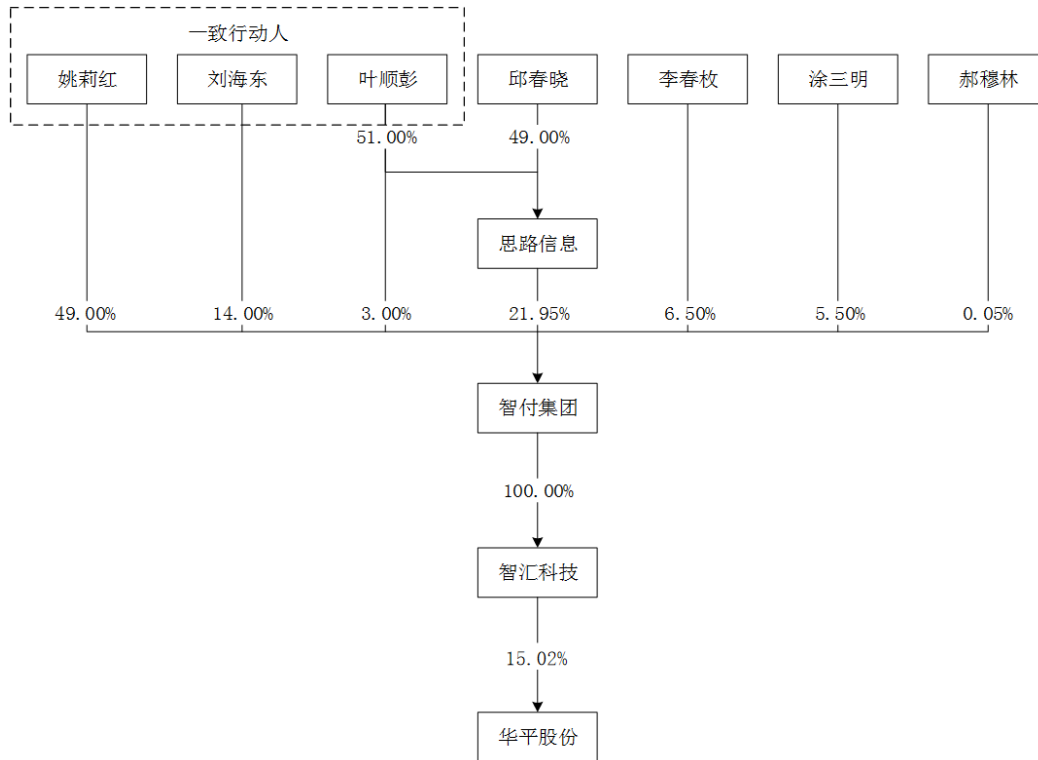 一致行动人
姚莉红 刘海东 叶顺彭 邱春晓 李春枚 涂三明 郝穆林
51.00% 49.00%
思路信息
49.00% 14.00% 3.00% 21.95% 6.50% 5.50% 0.05%
智付集团
100.00%
智汇科技
15.02%
华平股份